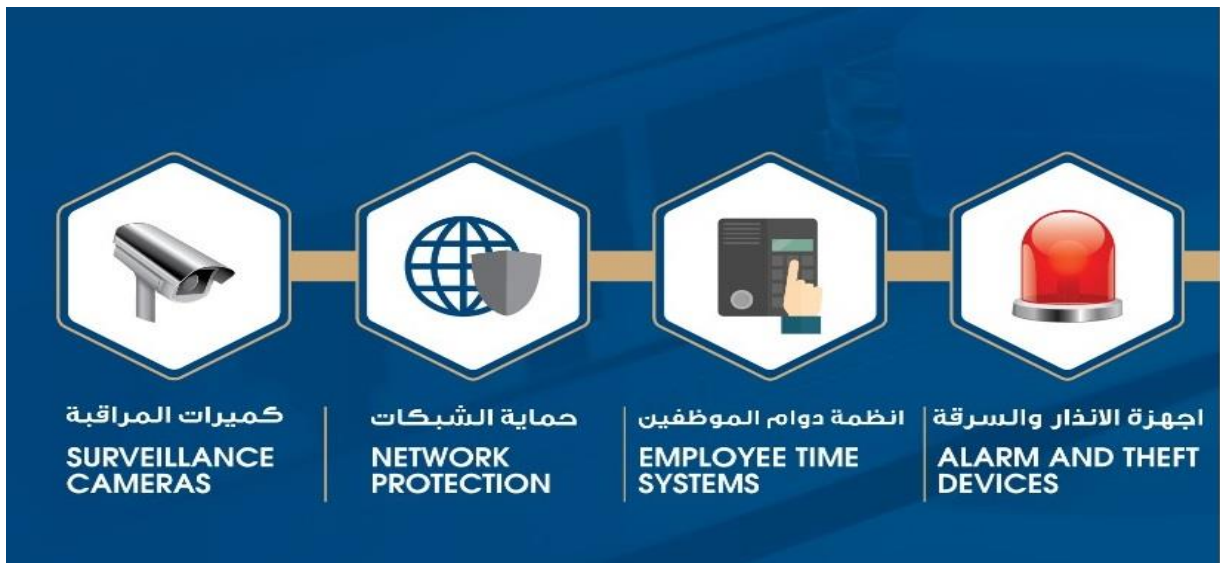 كميرات المراقبة
SURVEILLANCE
CAMERAS
حماية الشبكات
NETWORK
PROTECTION
انظمة دوام الموظفين
EMPLOYEE TIME
SYSTEMS
اجهزة الانذار والسرقة
ALARM AND THEFT
DEVICES